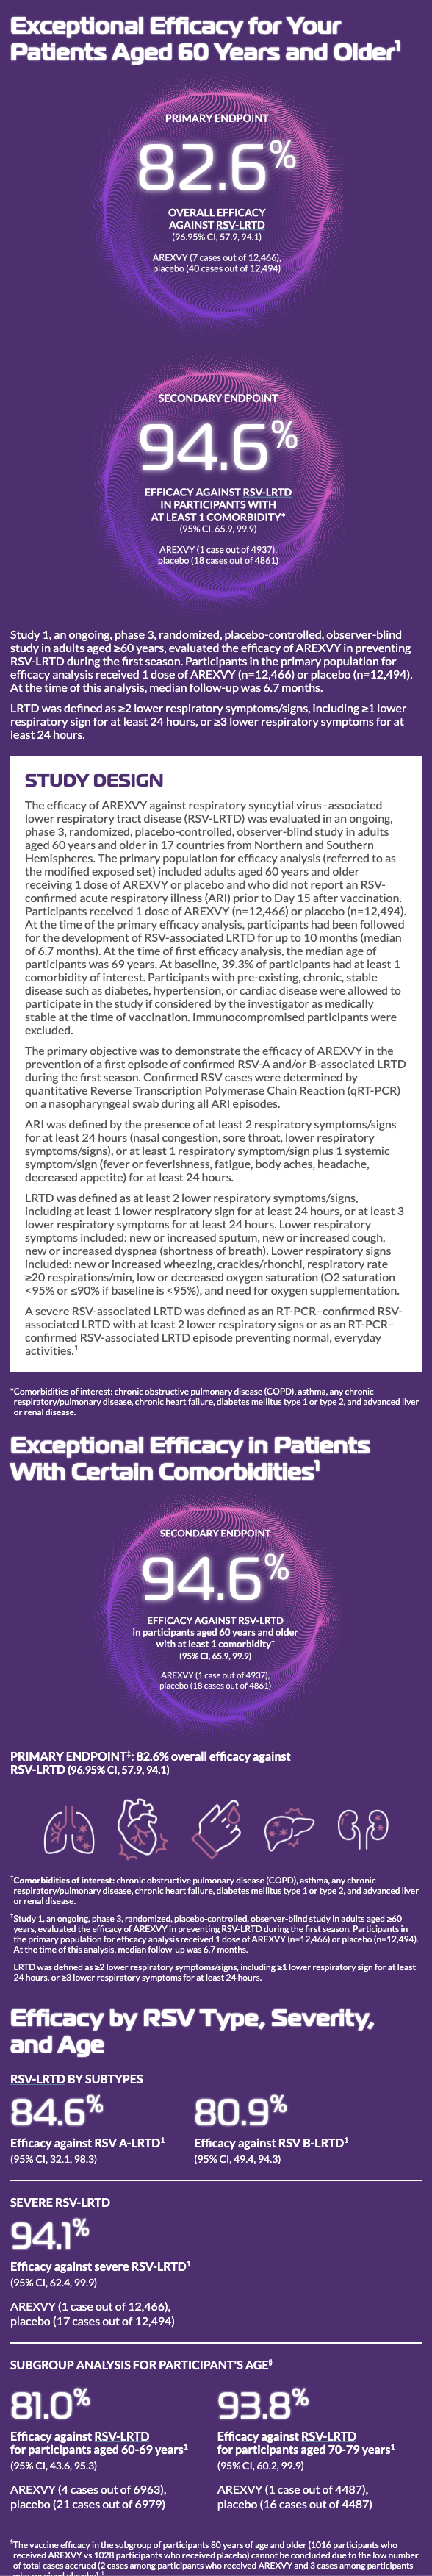 Exceptional Efficacy for Your
Patients Aged 60 Years and Older1
PRIMARY ENDPOINT
82.6%
OVERALL EFFICACY
AGAINST RSV-LRTD
(96.95% CI, 57.9, 94.1)
AREXVY (7 cases out of 12,466),
placebo (40 cases out of 12,494)
SECONDARY ENDPOINT
94.6%
EFFICACY AGAINST RSV-LRTD
IN PARTICIPANTS WITH
AT LEAST 1 COMORBIDITY*
(95% CI, 65.9, 99.9)
AREXVY (1 case out of 4937),
placebo (18 cases out of 4861)
Study 1, an ongoing, phase 3, randomized, placebo-controlled, observer-blind
study in adults aged ≥60 years, evaluated the efficacy of AREXVY in preventing
RSV-LRTD during the first season. Participants in the primary population for
efficacy analysis received 1 dose of AREXVY (n=12,466) or placebo (n=12,494).
At the time of this analysis, median follow-up was 6.7 months.
LRTD was defined as ≥2 lower respiratory symptoms/signs, including ≥1 lower
respiratory sign for at least 24 hours, or ≥3 lower respiratory symptoms for at
least 24 hours.
STUDY DESIGN
The efficacy of AREXVY against respiratory syncytial virus–associated
lower respiratory tract disease (RSV-LRTD) was evaluated in an ongoing,
phase 3, randomized, placebo-controlled, observer-blind study in adults
aged 60 years and older in 17 countries from Northern and Southern
Hemispheres. The primary population for efficacy analysis (referred to as
the modified exposed set) included adults aged 60 years and older
receiving 1 dose of AREXVY or placebo and who did not report an RSV-
confirmed acute respiratory illness (ARI) prior to Day 15 after vaccination.
Participants received 1 dose of AREXVY (n=12,466) or placebo (n=12,494).
At the time of the primary efficacy analysis, participants had been followed
for the development of RSV-associated LRTD for up to 10 months (median
of 6.7 months). At the time of first efficacy analysis, the median age of
participants was 69 years. At baseline, 39.3% of participants had at least 1
comorbidity of interest. Participants with pre-existing, chronic, stable
disease such as diabetes, hypertension, or cardiac disease were allowed to
participate in the study if considered by the investigator as medically
stable at the time of vaccination. Immunocompromised participants were
excluded.
The primary objective was to demonstrate the efficacy of AREXVY in the
prevention of a first episode of confirmed RSV-A and/or B-associated LRTD
during the first season. Confirmed RSV cases were determined by
quantitative Reverse Transcription Polymerase Chain Reaction (qRT-PCR)
on a nasopharyngeal swab during all ARI episodes.
ARI was defined by the presence of at least 2 respiratory symptoms/signs
for at least 24 hours (nasal congestion, sore throat, lower respiratory
symptoms/signs), or at least 1 respiratory symptom/sign plus 1 systemic
symptom/sign (fever or feverishness, fatigue, body aches, headache,
decreased appetite) for at least 24 hours.
LRTD was defined as at least 2 lower respiratory symptoms/signs,
including at least 1 lower respiratory sign for at least 24 hours, or at least 3
lower respiratory symptoms for at least 24 hours. Lower respiratory
symptoms included: new or increased sputum, new or increased cough,
new or increased dyspnea (shortness of breath). Lower respiratory signs
included: new or increased wheezing, crackles/rhonchi, respiratory rate
≥20 respirations/min, low or decreased oxygen saturation (O2 saturation
<95% or ≤90% if baseline is <95%), and need for oxygen supplementation.
A severe RSV-associated LRTD was defined as an RT-PCR–confirmed RSV-
associated LRTD with at least 2 lower respiratory signs or as an RT-PCR–
confirmed RSV-associated LRTD episode preventing normal, everyday
activities.1
*Comorbidities of interest: chronic obstructive pulmonary disease (COPD), asthma, any chronic
respiratory/pulmonary disease, chronic heart failure, diabetes mellitus type 1 or type 2, and advanced liver
or renal disease.
Exceptional Efficacy in Patients
With Certain Comorbidities1
SECONDARY ENDPOINT
94.6%
EFFICACY AGAINST RSV-LRTD
in participants aged 60 years and older
with at least 1 comorbidity†
(95% CI, 65.9, 99.9)
AREXVY (1 case out of 4937),
placebo (18 cases out of 4861)
PRIMARY ENDPOINT‡: 82.6% overall efficacy against
RSV-LRTD (96.95% CI, 57.9, 94.1)
†Comorbidities of interest: chronic obstructive pulmonary disease (COPD), asthma, any chronic
respiratory/pulmonary disease, chronic heart failure, diabetes mellitus type 1 or type 2, and advanced liver
or renal disease.
‡Study 1, an ongoing, phase 3, randomized, placebo-controlled, observer-blind study in adults aged ≥60
years, evaluated the efficacy of AREXVY in preventing RSV-LRTD during the first season. Participants in
the primary population for efficacy analysis received 1 dose of AREXVY (n=12,466) or placebo (n=12,494).
At the time of this analysis, median follow-up was 6.7 months.
LRTD was defined as ≥2 lower respiratory symptoms/signs, including ≥1 lower respiratory sign for at least
24 hours, or ≥3 lower respiratory symptoms for at least 24 hours.
Efficacy by RSV Type, Severity,
and Age
RSV-LRTD BY SUBTYPES
84.6% 80.9%
Efficacy against RSV A-LRTD1 Efficacy against RSV B-LRTD1
(95% CI, 32.1, 98.3) (95% CI, 49.4, 94.3)
SEVERE RSV-LRTD
94.1%
Efficacy against severe RSV-LRTD1
(95% CI, 62.4, 99.9)
AREXVY (1 case out of 12,466),
placebo (17 cases out of 12,494)
SUBGROUP ANALYSIS FOR PARTICIPANT'S AGE§
81.0% 93.8%
Efficacy against RSV-LRTD Efficacy against RSV-LRTD
for participants aged 60-69 years1 for participants aged 70-79 years1
(95% CI, 43.6, 95.3) (95% CI, 60.2, 99.9)
AREXVY (4 cases out of 6963), AREXVY (1 case out of 4487),
placebo (21 cases out of 6979) placebo (16 cases out of 4487)
§The vaccine efficacy in the subgroup of participants 80 years of age and older (1016 participants who
received AREXVY vs 1028 participants who received placebo) cannot be concluded due to the low number
of total cases accrued (2 cases among participants who received AREXVY and 3 cases among participants
who received placebo).1